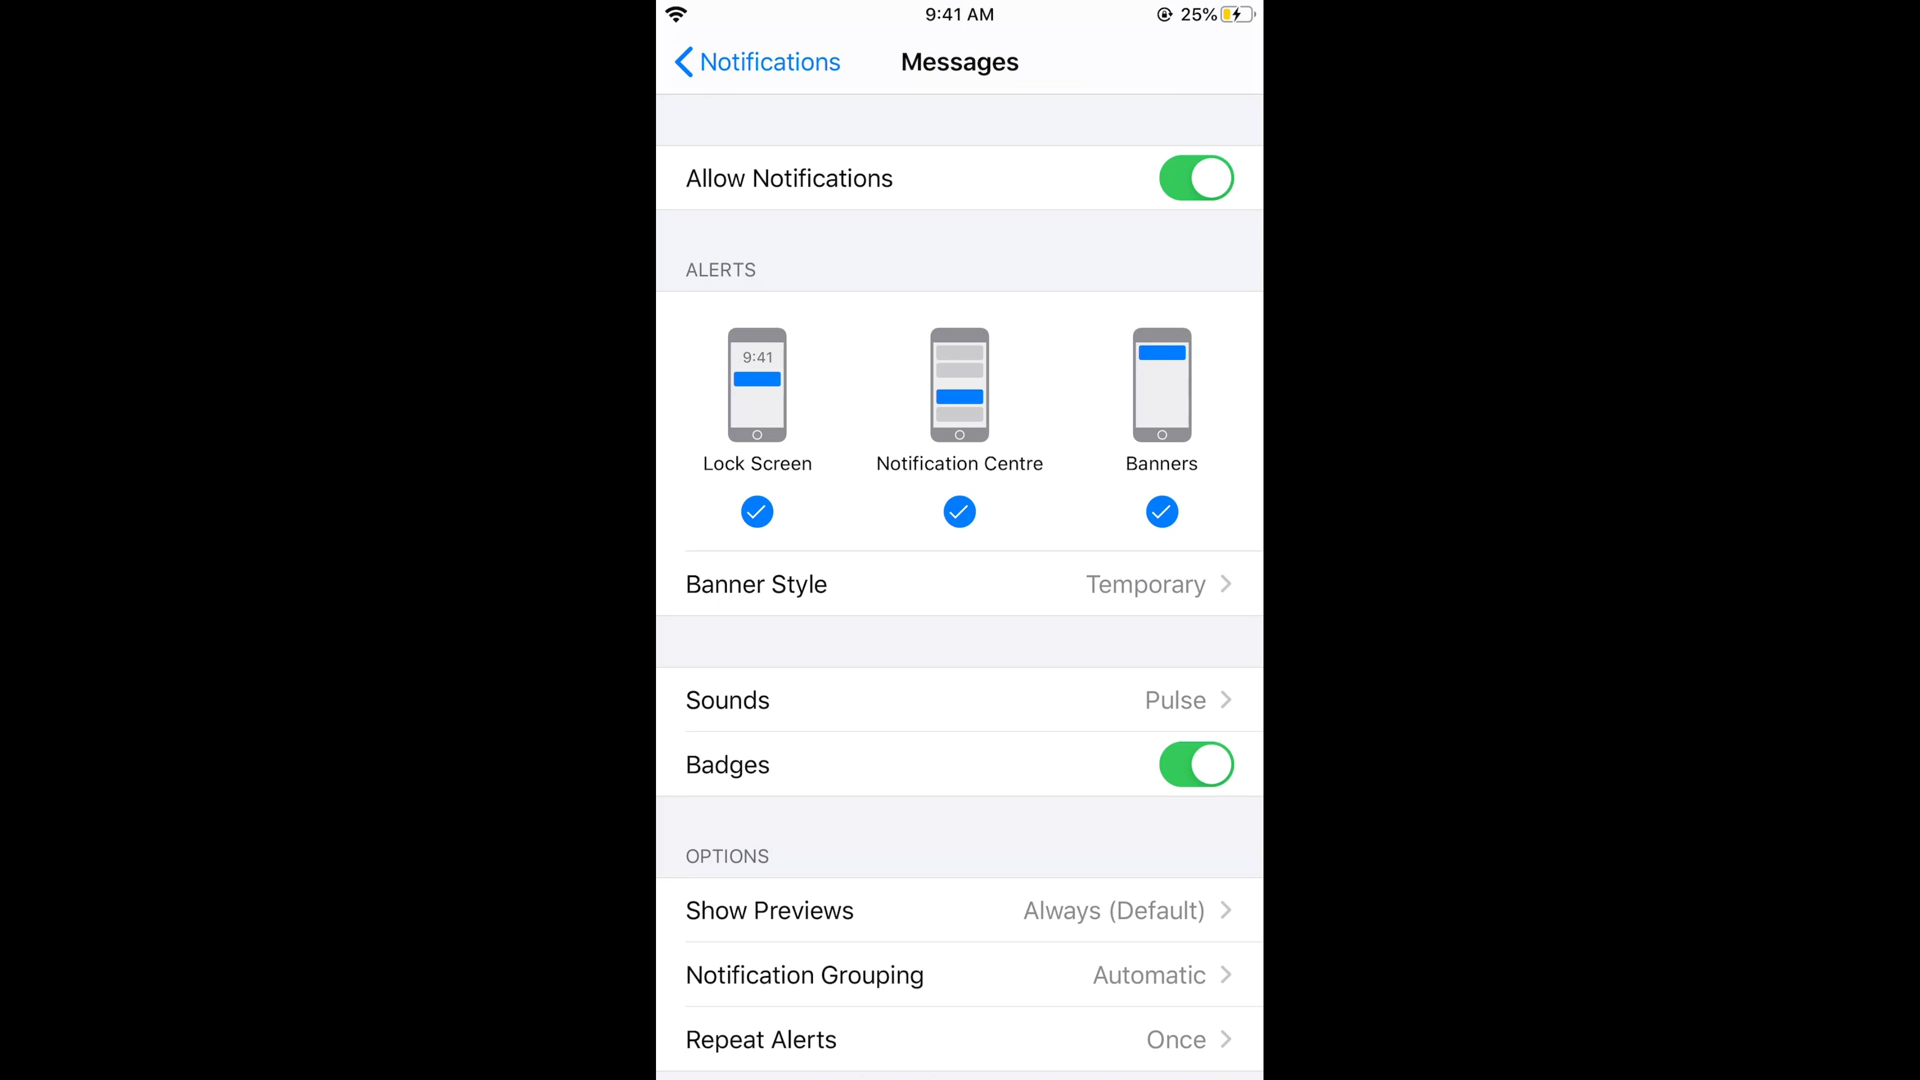 9:41 AM 25%
Notifications Messages
Allow Notifications
ALERTS
9:41
Lock Screen Notification Centre Banners
Banner Style Temporary
Sounds Pulse
Badges
OPTIONS
Show Previews Always (Default)
Notification Grouping Automatic
Repeat Alerts Once